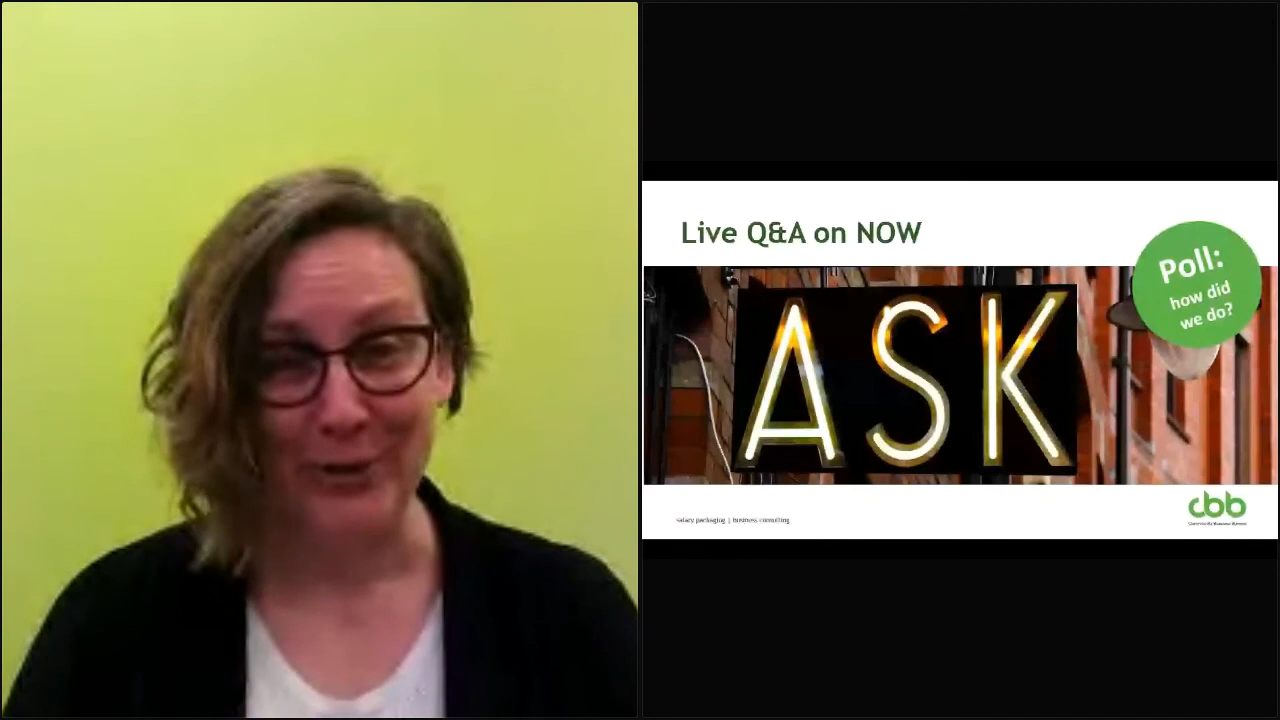 Live Q&A on NOW
Poll:
how did
we do?
ASK
cbb
salary packaging | business consulting